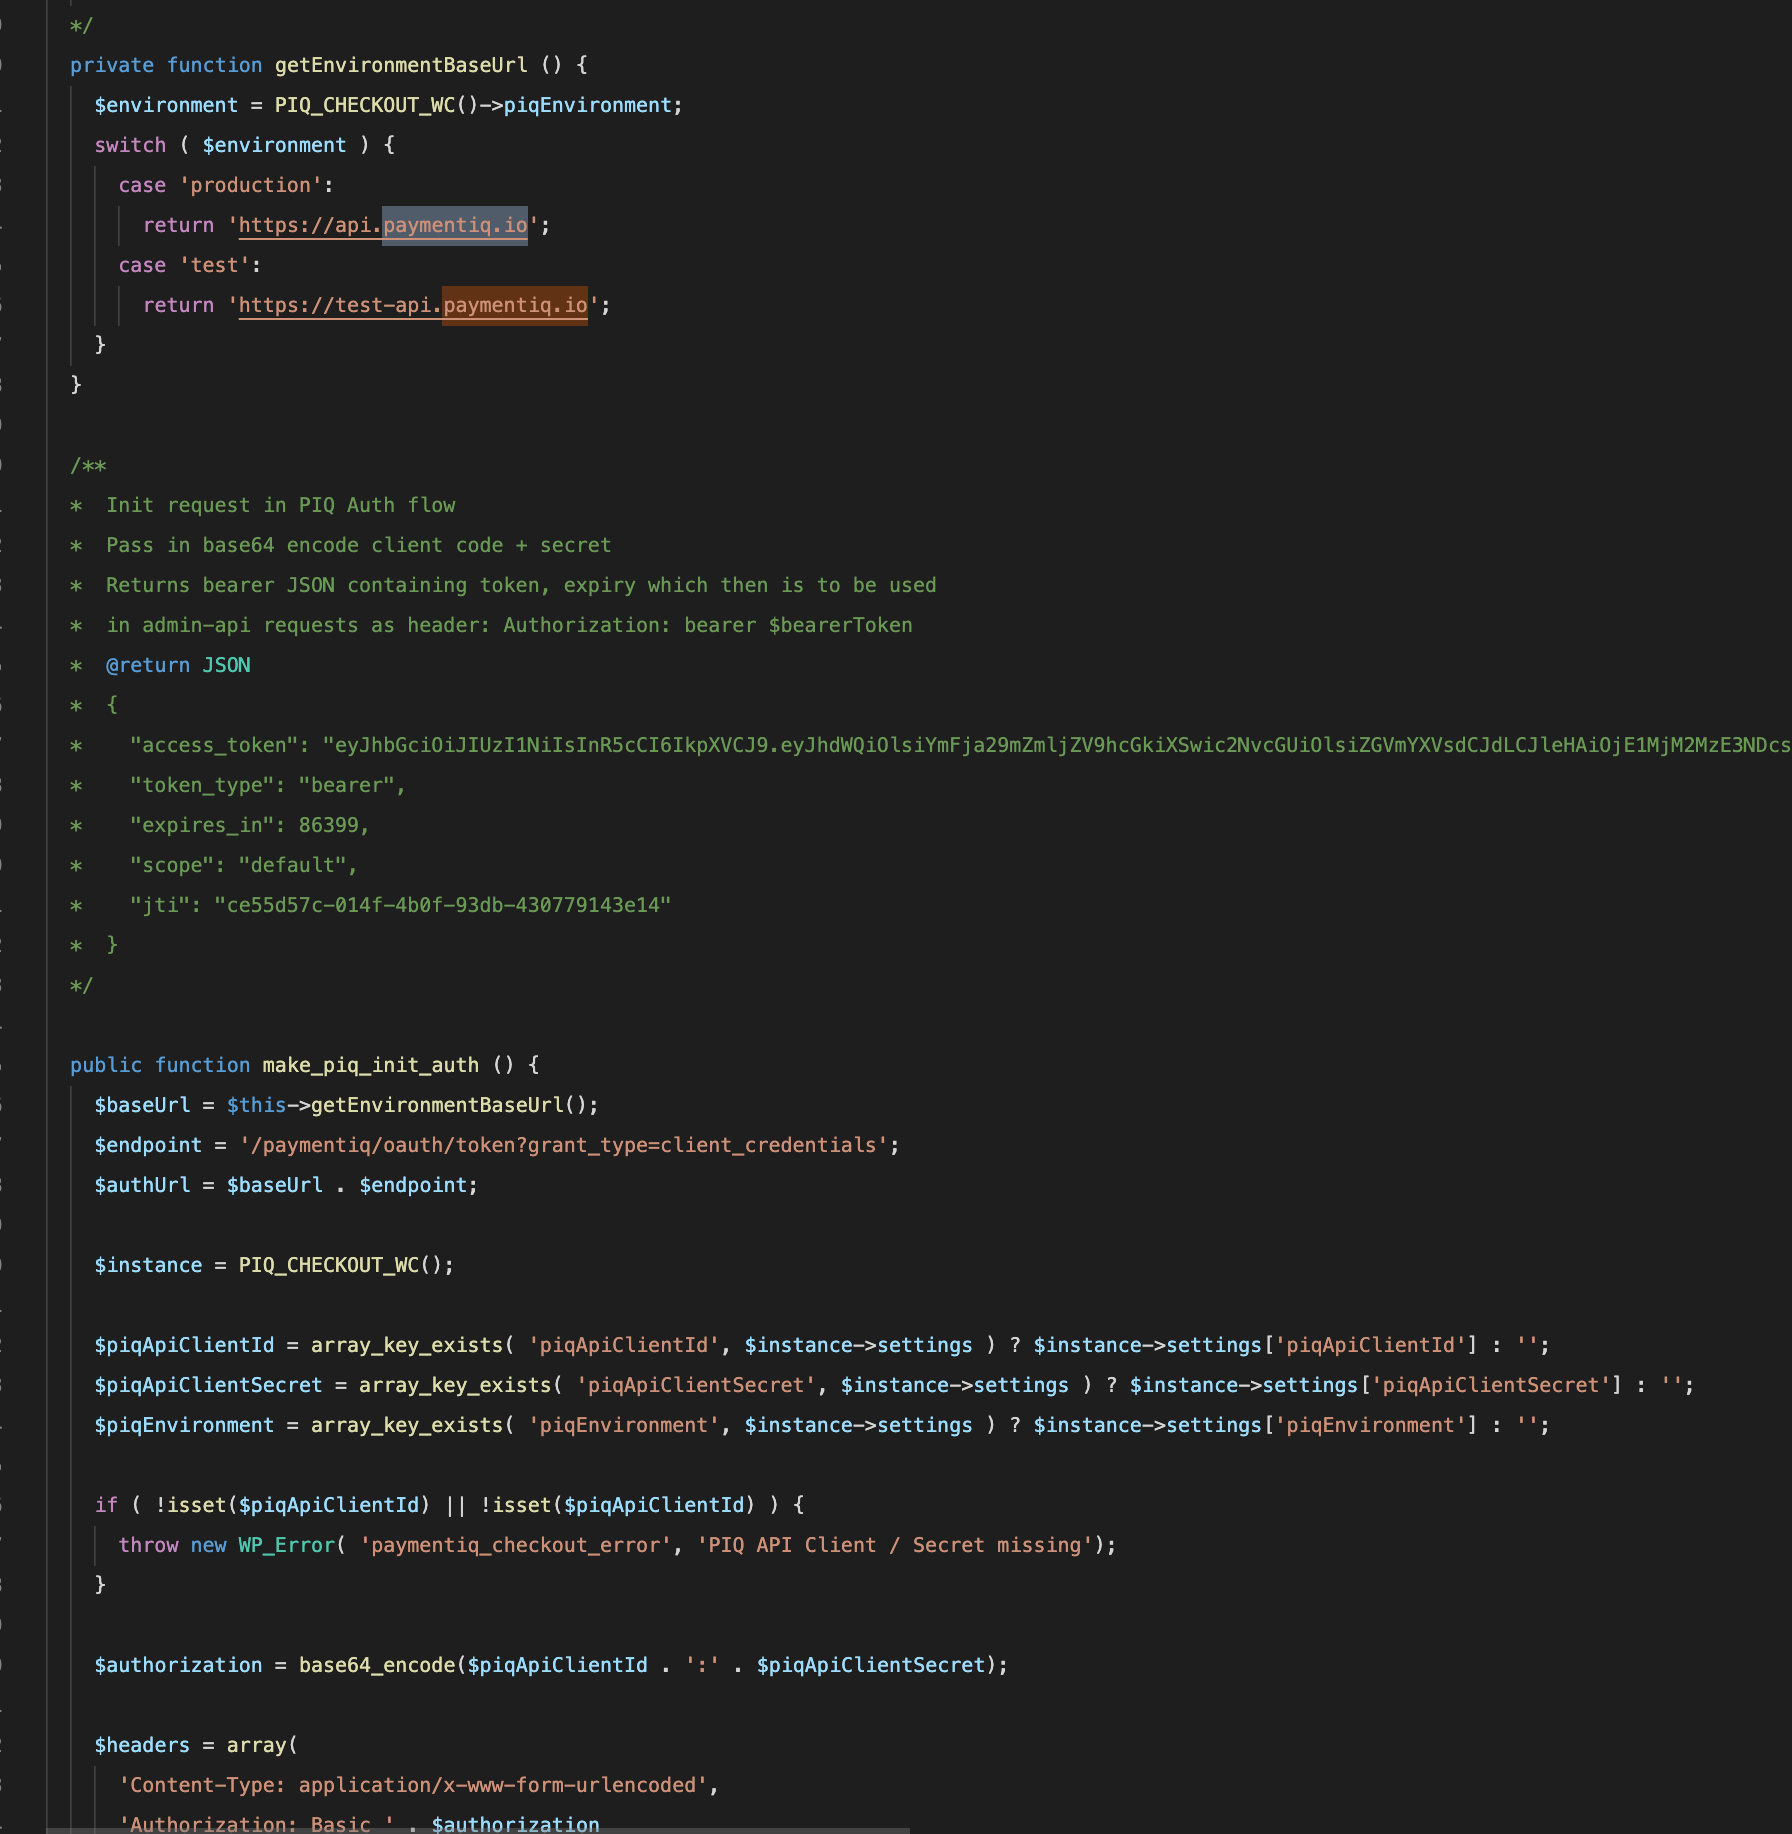 */
private function getEnvironmentBaseUrl () {
$environment = PIQ_CHECKOUT_WC()->piqEnvironment;
switch ( $environment ) {
case 'production':
return 'https://api.paymentiq.io';
case 'test':
return 'https://test-api.paymentiq.io';
}
}
/**
* Init request in PIQ Auth flow
* Pass in base64 encode client code + secret
* Returns bearer JSON containing token, expiry which then is to be used
* in admin-api requests as header: Authorization: bearer $bearerToken
* @return JSON
* {
* "access_token": "eyJhbGciOiJIUzI1NiIsInR5cCI6IkpXVCJ9.eyJhdWQiOlsiYmFja29mZmljZV9hcGkiXSwic2NvcGUiOlsiZGVmYXVsdCJdLCJleHAiOjE1MjM2MzE3NDcs
* "token_type": "bearer",
* "expires_in": 86399,
* "scope": "default",
* "jti": "ce55d57c-014f-4b0f-93db-430779143e14"
* }
*/
public function make_piq_init_auth () {
$baseUrl = $this->getEnvironmentBaseUrl();
$endpoint = '/paymentiq/oauth/token?grant_type=client_credentials';
$authUrl = $baseUrl . $endpoint;
$instance = PIQ_CHECKOUT_WC();
$piqApiClientId = array_key_exists( 'piqApiClientId', $instance->settings ) ? $instance->settings['piqApiClientId'] : '';
$piqApiClientSecret = array_key_exists( 'piqApiClientSecret', $instance->settings ) ? $instance->settings['piqApiClientSecret'] : '';
$piqEnvironment = array_key_exists( 'piqEnvironment', $instance->settings ) ? $instance->settings['piqEnvironment'] : '';
if ( !isset($piqApiClientId) || !isset($piqApiClientId) ) {
throw new WP_Error( 'paymentiq_checkout_error', 'PIQ API Client / Secret missing');
}
$authorization = base64_encode($piqApiClientId . ':' . $piqApiClientSecret);
$headers = array(
'Content-Type: application/x-www-form-urlencoded',
'Authorization: Basic ' . $authorization